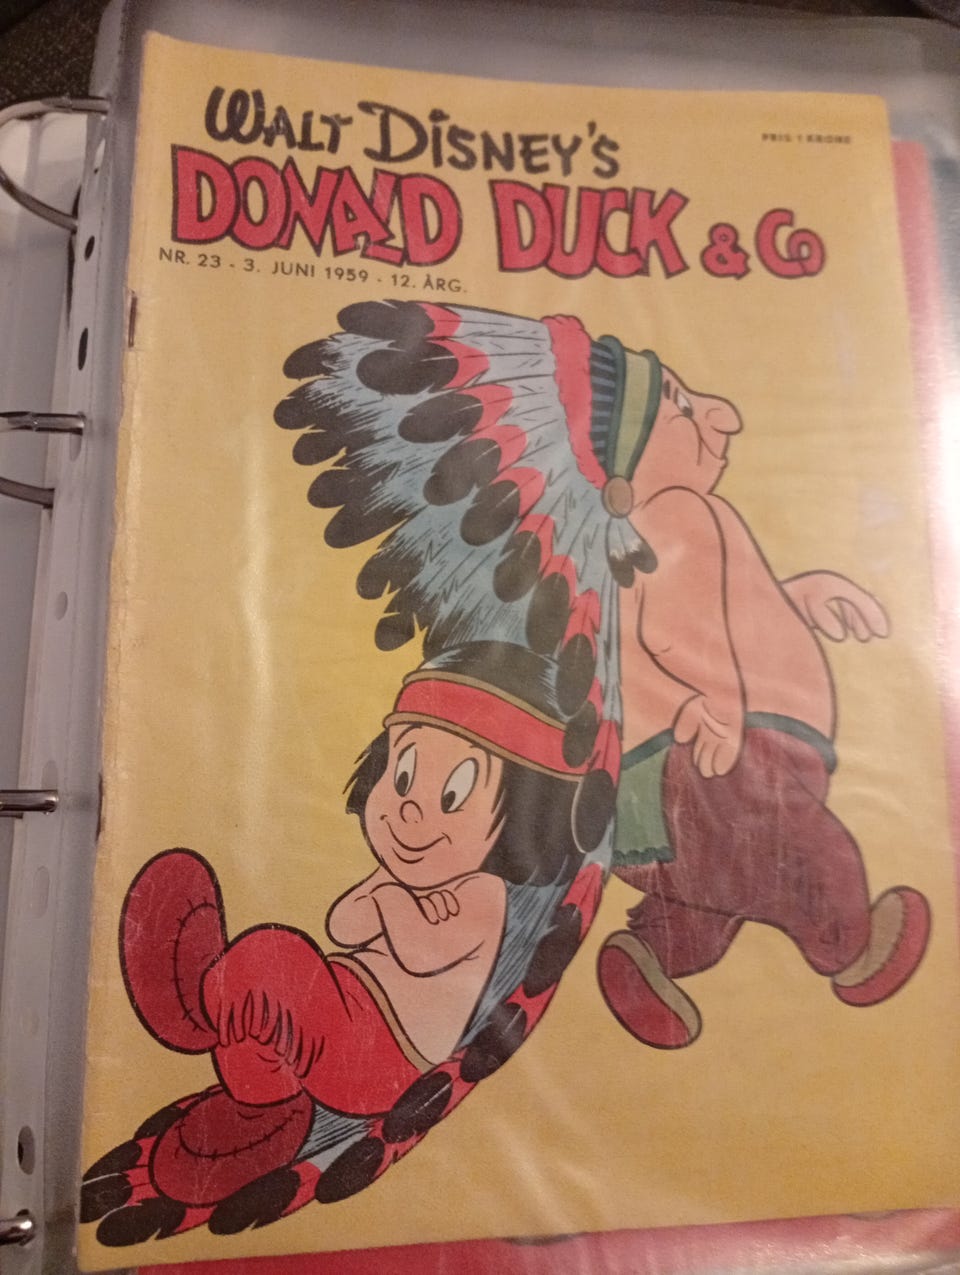 WALT DISNEY'S
PRIS 1 KRONE
DONALD DUCK & Co
NR. 23 - 3. JUNI 1959 - 12. ÅRG.